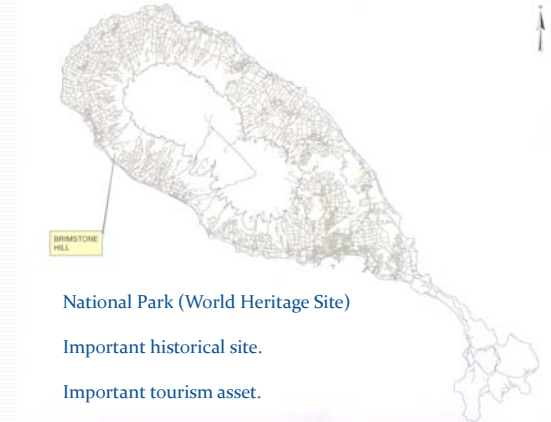 BRIMSTONE
HILL
National Park (World Heritage Site)
Important historical site.
Important tourism asset.